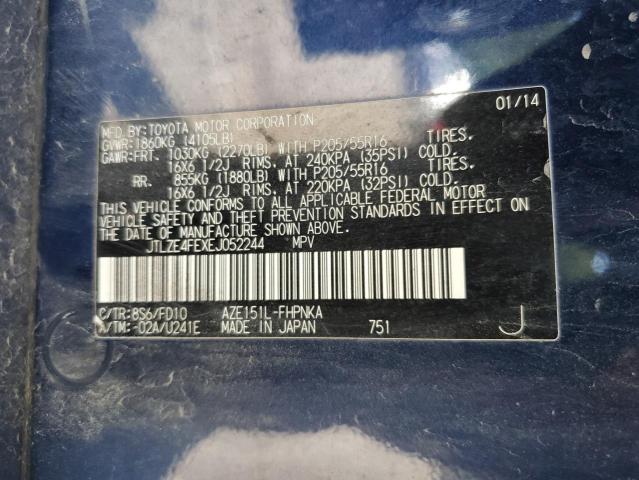 MFD.BY:TOYOTA MOTOR CORPORATION 01/14
GVWR:1860KG (4105LB)
GAWR:FRT. 1030KG (2270LB) WITH P205/55R16 TIRES.
16X6 1/2J RIMS. AT 240KPA (35PSI) COLD.
RR. 855KG (1880LB) WITH P205/55R16 TIRES.
16X6 1/2J RIMS. AT 220KPA (32PSI) COLD.
THIS VEHICLE CONFORMS TO ALL APPLICABLE FEDERAL MOTOR
VEHICLE SAFETY AND THEFT PREVENTION STANDARDS IN EFFECT ON
THE DATE OF MANUFACTURE SHOWN ABOVE.
JTLZE4FEXEJ052244 MPV
C/TR:8S6/FD10 AZE151L-FHPNKA
A/TM:-02A/U241E MADE IN JAPAN 751 J